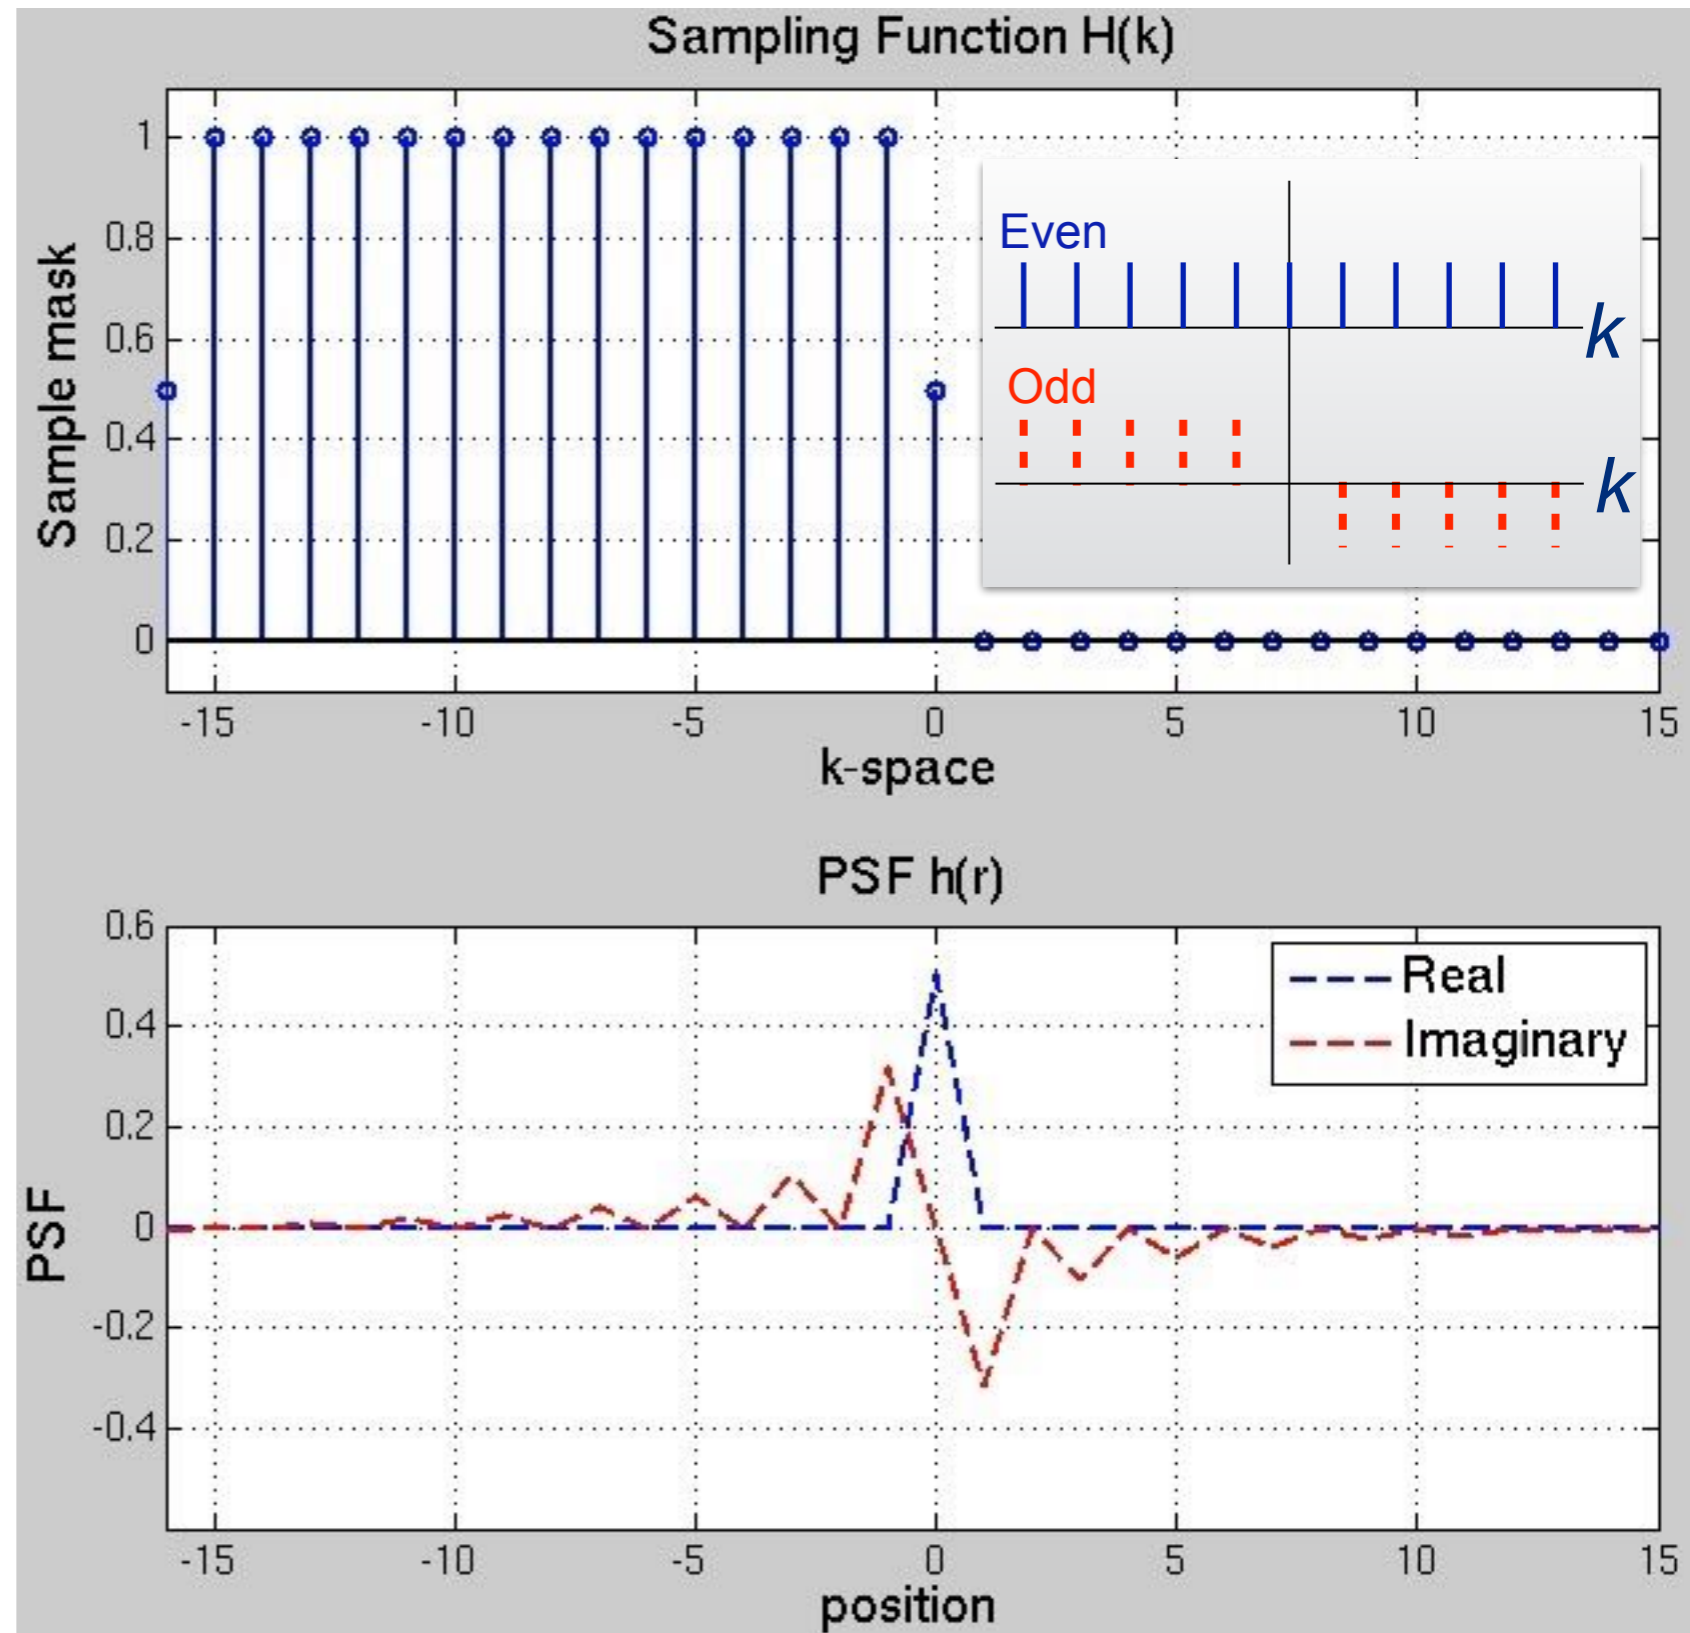 Sampling Function H(k)
Sample mask
1
0.8
0.6
0.4
0.2
0
Even
k
Odd
k
-15 -10 -5 0 5 10 15
k-space
PSF h(r)
PSF
0.6
0.4
0.2
0
-0.2
-0.4
Real
Imaginary
-15 -10 -5 0 5 10 15
position